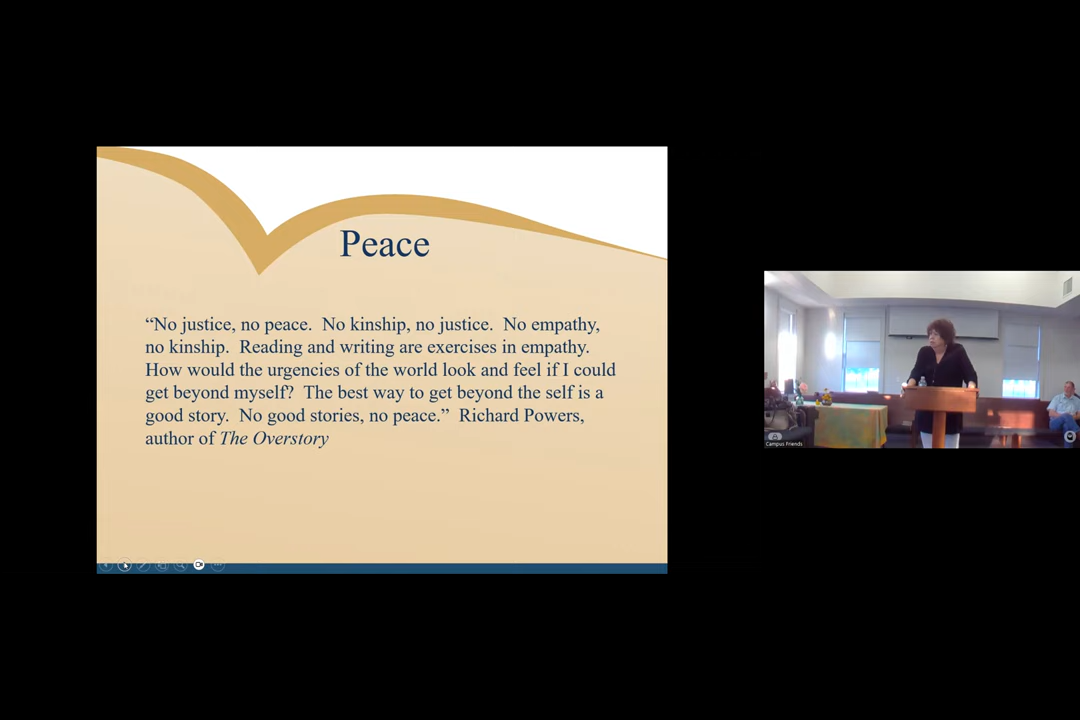 Peace
“No justice, no peace.  No kinship, no justice.  No empathy,
no kinship.  Reading and writing are exercises in empathy.
How would the urgencies of the world look and feel if I could
get beyond myself?  The best way to get beyond the self is a
good story.  No good stories, no peace.”  Richard Powers,
author of The Overstory
Campus Friends